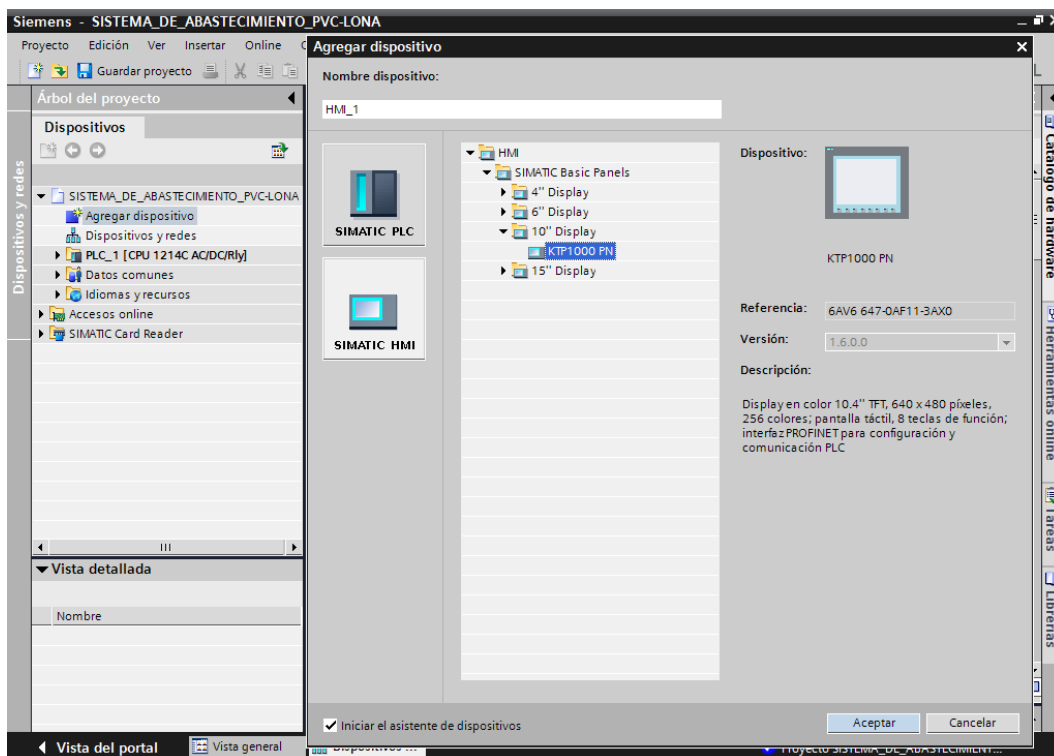 Siemens - SISTEMA_DE_ABASTECIMIENTO_PVC-LONA
Proyecto Edición Ver Insertar Online
Guardar proyecto
Árbol del proyecto
Dispositivos
Dispositivos y redes
SISTEMA_DE_ABASTECIMIENTO_PVC-LONA
Agregar dispositivo
Dispositivos y redes
PLC_1 [CPU 1214C AC/DC/Rly]
Datos comunes
Idiomas y recursos
Accesos online
SIMATIC Card Reader
Vista detallada
Nombre
Agregar dispositivo
Nombre dispositivo:
HMI_1
SIMATIC PLC
SIMATIC HMI
HMI
SIMATIC Basic Panels
4'' Display
6'' Display
10'' Display
KTP1000 PN
15'' Display
Dispositivo:
KTP1000 PN
Referencia: 6AV6 647-0AF11-3AX0
Versión: 1.6.0.0
Descripción:
Display en color 10.4'' TFT, 640 x 480 píxeles,
256 colores; pantalla táctil, 8 teclas de función;
interfaz PROFINET para configuración y
comunicación PLC
Iniciar el asistente de dispositivos
Aceptar Cancelar
Catálogo de hardware
Herramientas online
Tareas
Librerías
Vista del portal Vista general Dispositivos ... Proyecto SISTEMA_DE_ABASTECIMIENT...